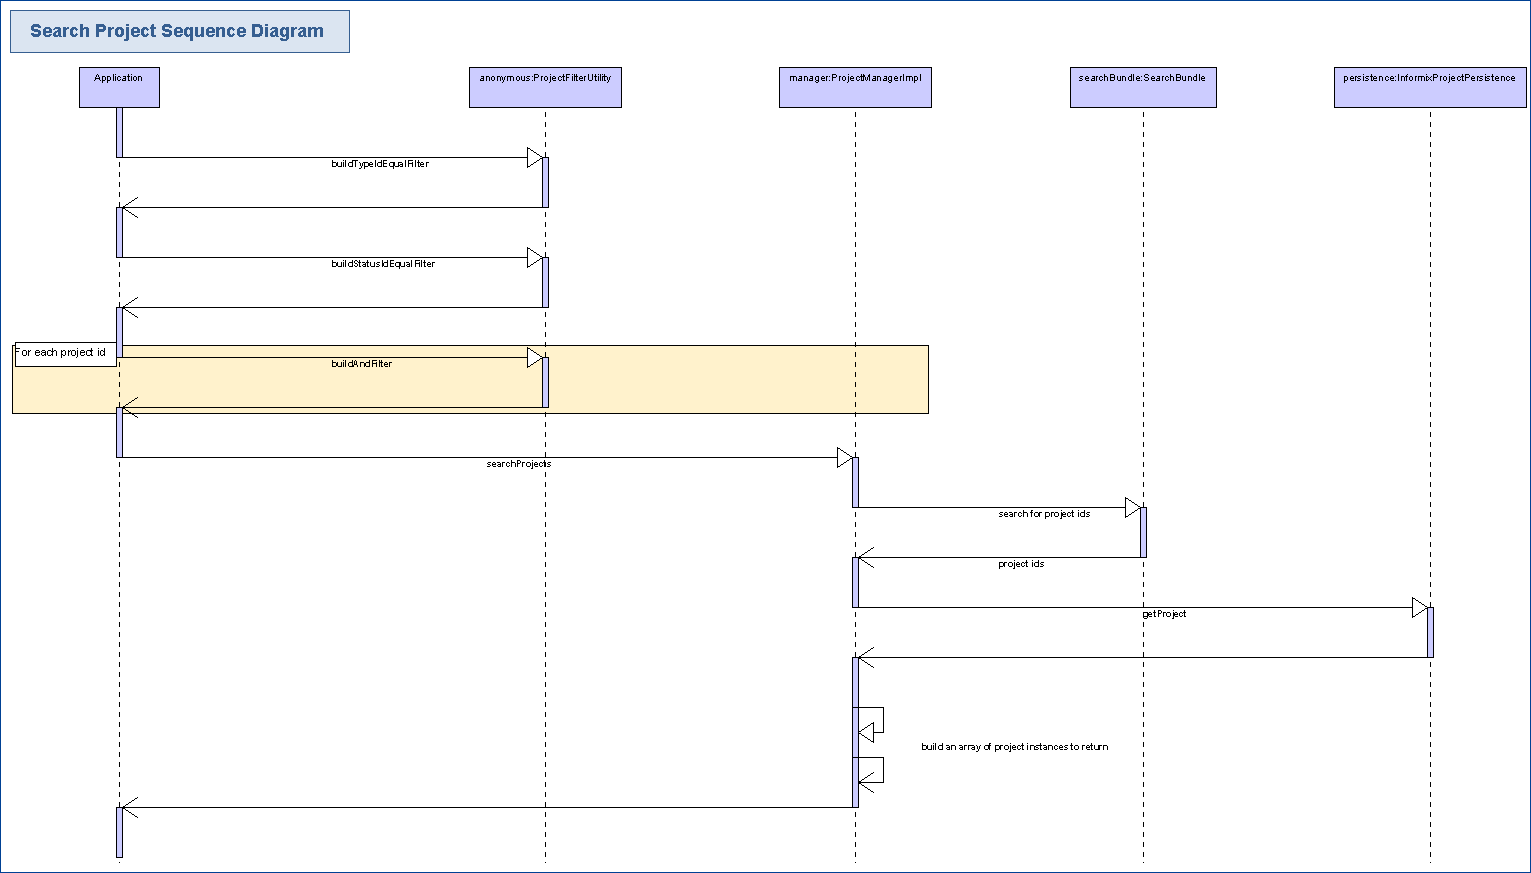 Search Project Sequence Diagram
Application
anonymous:ProjectFilterUtility
manager:ProjectManagerImpl
searchBundle:SearchBundle
persistence:InformixProjectPersistence
buildTypeIdEqualFilter
buildStatusIdEqualFilter
For each project id
buildAndFilter
searchProjects
search for project ids
project ids
getProject
build an array of project instances to return